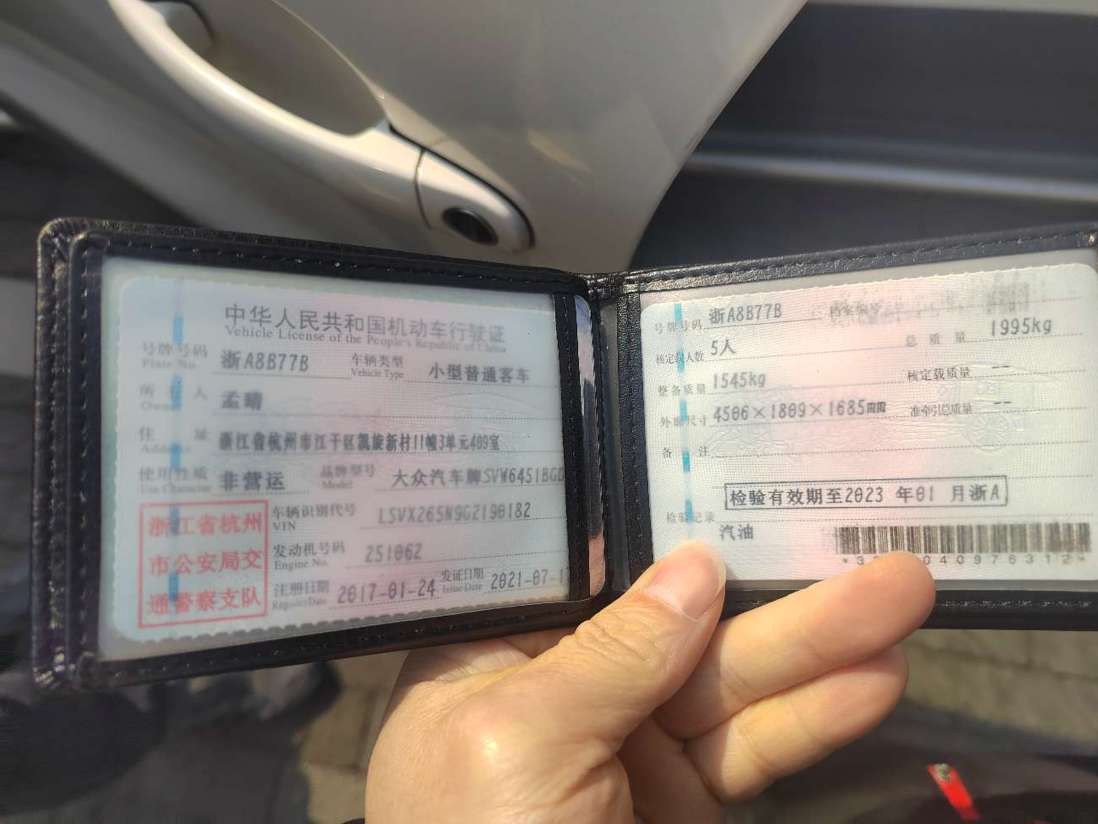 中华人民共和国机动车行驶证
Vehicle License of the People's Republic of China
号牌号码 浙A8B77B 车辆类型 小型普通客车
Plate No. Vehicle Type
所有人 孟晴
Owner
住址 浙江省杭州市江干区凯旋新村11幢3单元409室
Address
使用性质 非营运 品牌型号 大众汽车牌SVW6451BGD
Use Character Model
浙江省杭州
市公安局交
通警察支队
车辆识别代号 LSVX265N9G2190182
VIN
发动机号码 251062
Engine No.
注册日期 2017-01-24 发证日期 2021-07-1
Register Date Issue Date
号牌号码 浙A8B77B
核定载人数 5人 总质量 1995kg
整备质量 1545kg 核定载质量 --
外廓尺寸 4506×1809×1685mm 准牵引总质量 --
备注
检验有效期至2023年01月浙A
检验记录
汽油